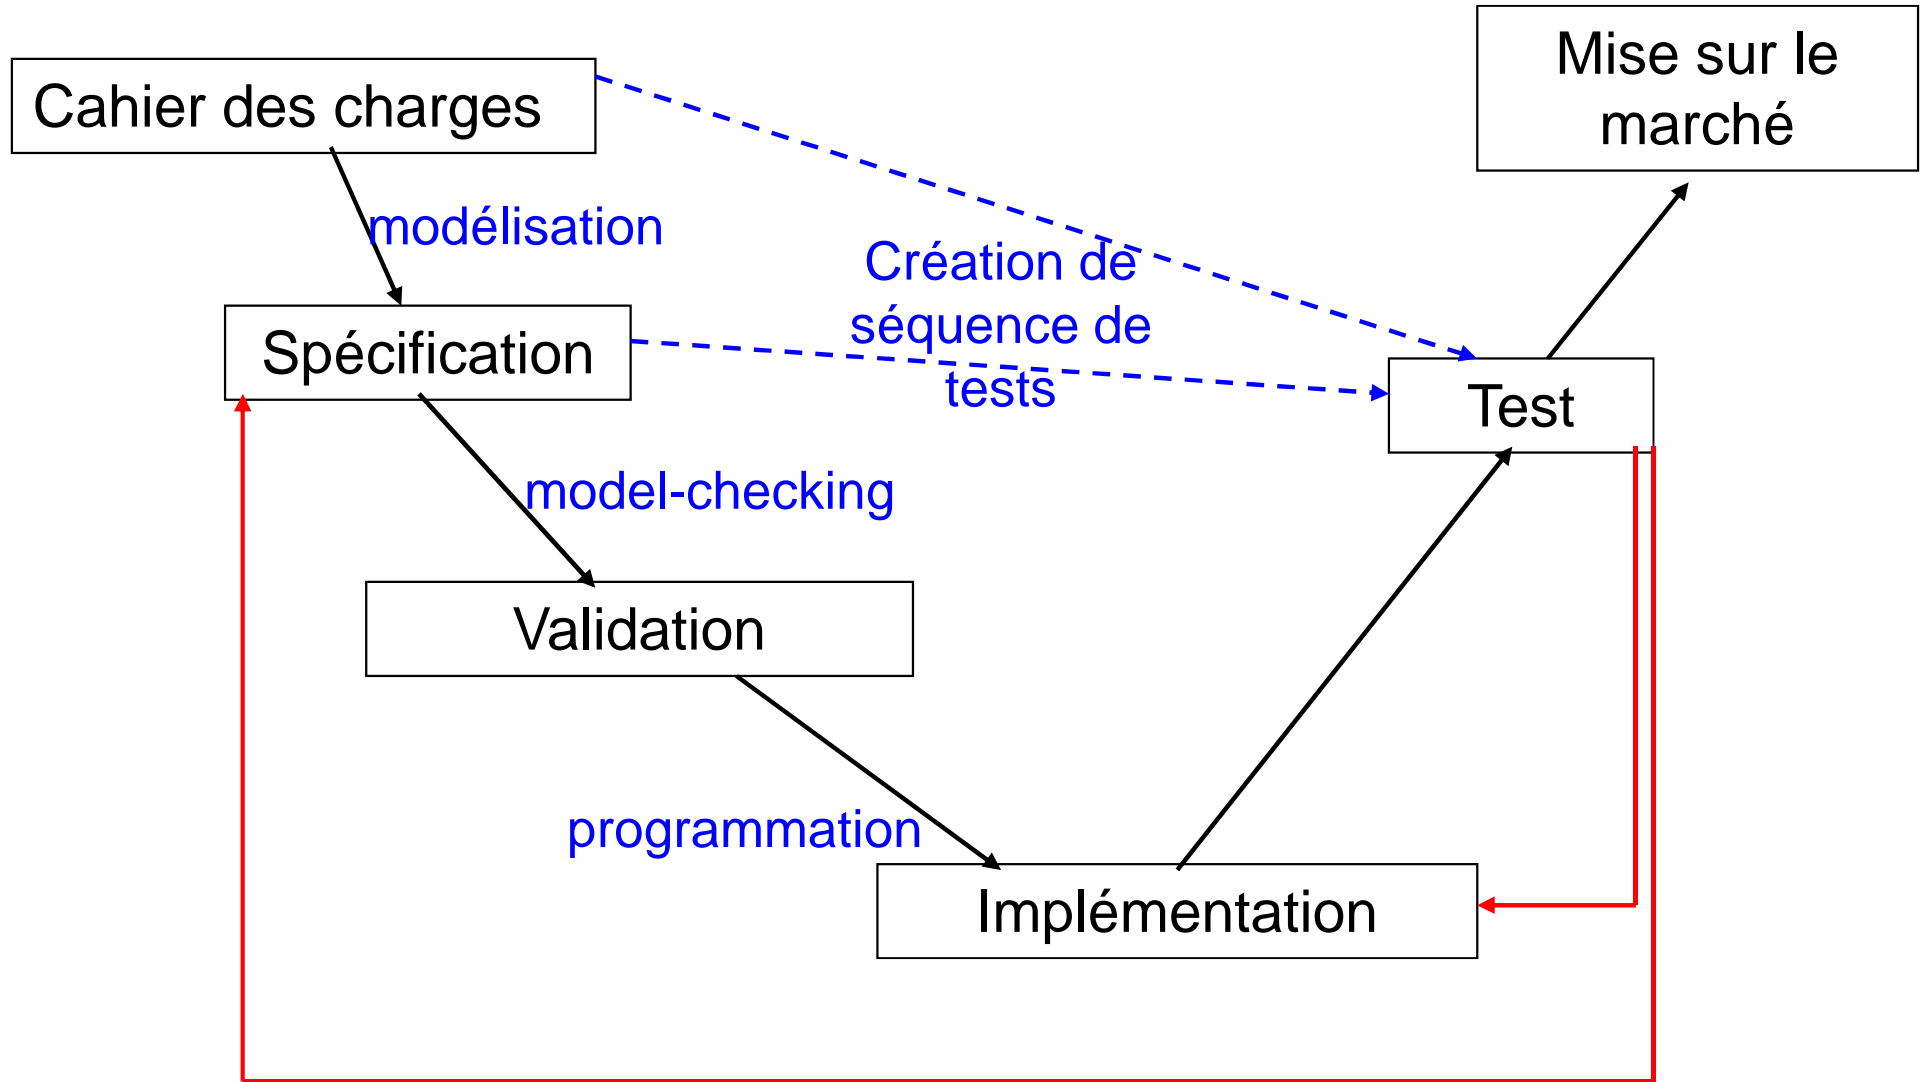 Mise sur le
marché
Cahier des charges
modélisation
Création de
séquence de
tests
Spécification
Test
model-checking
Validation
programmation
Implémentation